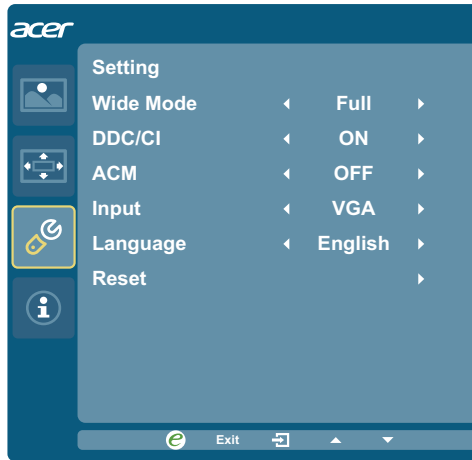 acer
Setting
Wide Mode Full
DDC/CI ON
ACM OFF
Input VGA
Language English
Reset
e Exit